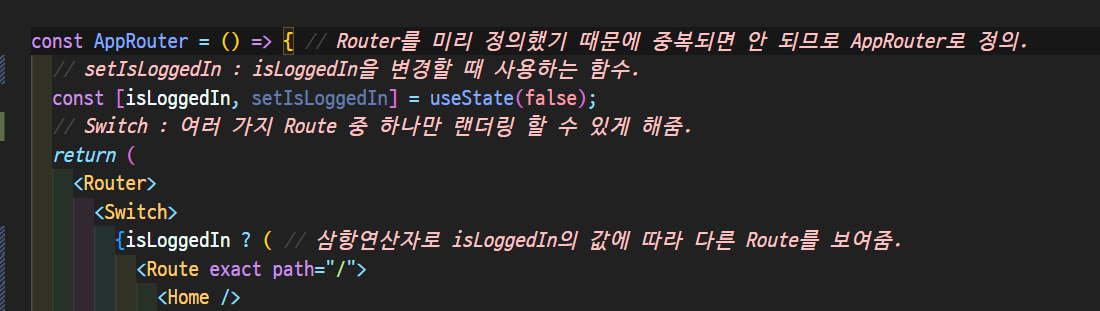 const AppRouter = () => { // Router를 미리 정의했기 때문에 중복되면 안 되므로 AppRouter로 정의.
// setIsLoggedIn : isLoggedIn을 변경할 때 사용하는 함수.
const [isLoggedIn, setIsLoggedIn] = useState(false);
// Switch : 여러 가지 Route 중 하나만 랜더링 할 수 있게 해줌.
return (
<Router>
<Switch>
{isLoggedIn ? ( // 삼항연산자로 isLoggedIn의 값에 따라 다른 Route를 보여줌.
<Route exact path="/">
<Home />